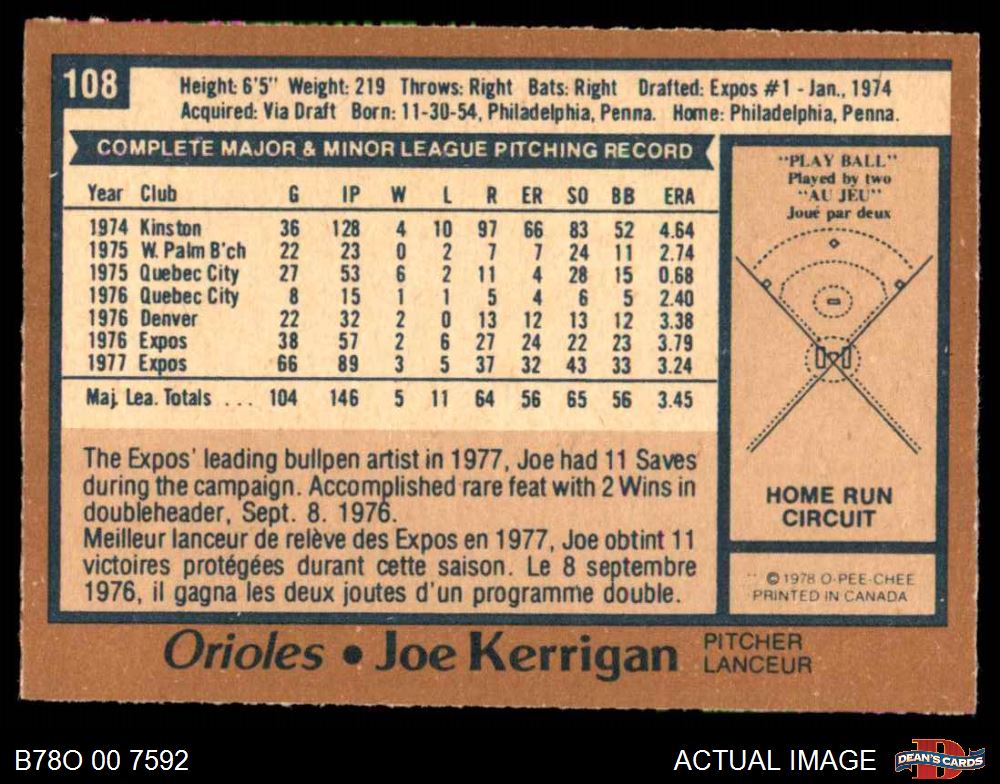 108
Height: 6'5" Weight: 219 Throws: Right Bats: Right Drafted: Expos #1 - Jan., 1974
Acquired: Via Draft Born: 11-30-54, Philadelphia, Penna. Home: Philadelphia, Penna.
COMPLETE MAJOR & MINOR LEAGUE PITCHING RECORD
Year Club G IP W L R ER SO BB ERA
1974 Kinston 36 128 4 10 97 66 83 52 4.64
1975 W. Palm B'ch 22 23 0 2 7 7 24 11 2.74
1975 Quebec City 27 53 6 2 11 4 28 15 0.68
1976 Quebec City 8 15 1 1 5 4 6 5 2.40
1976 Denver 22 32 2 0 13 12 13 12 3.38
1976 Expos 38 57 2 6 27 24 22 23 3.79
1977 Expos 66 89 3 5 37 32 43 33 3.24
Maj. Lea. Totals ... 104 146 5 11 64 56 65 56 3.45
The Expos' leading bullpen artist in 1977, Joe had 11 Saves
during the campaign. Accomplished rare feat with 2 Wins in
doubleheader, Sept. 8. 1976.
Meilleur lanceur de relève des Expos en 1977, Joe obtint 11
victoires protégées durant cette saison. Le 8 septembre
1976, il gagna les deux joutes d'un programme double.
"PLAY BALL"
Played by two
"AU JEU"
Joué par deux
HOME RUN
CIRCUIT
© 1978 O-PEE-CHEE
PRINTED IN CANADA
Orioles • Joe Kerrigan
PITCHER
LANCEUR
B78O 00 7592
ACTUAL IMAGE
DEAN'S CARDS